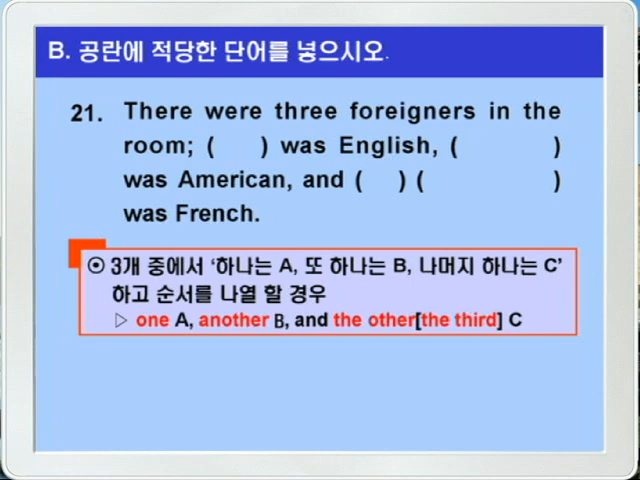 B. 공란에 적당한 단어를 넣으시오.
21. There were three foreigners in the
room; ( ) was English, ( )
was American, and ( ) ( )
was French.
⊙ 3개 중에서 ‘하나는 A, 또 하나는 B, 나머지 하나는 C’
하고 순서를 나열 할 경우
▷ one A, another B, and the other[the third] C